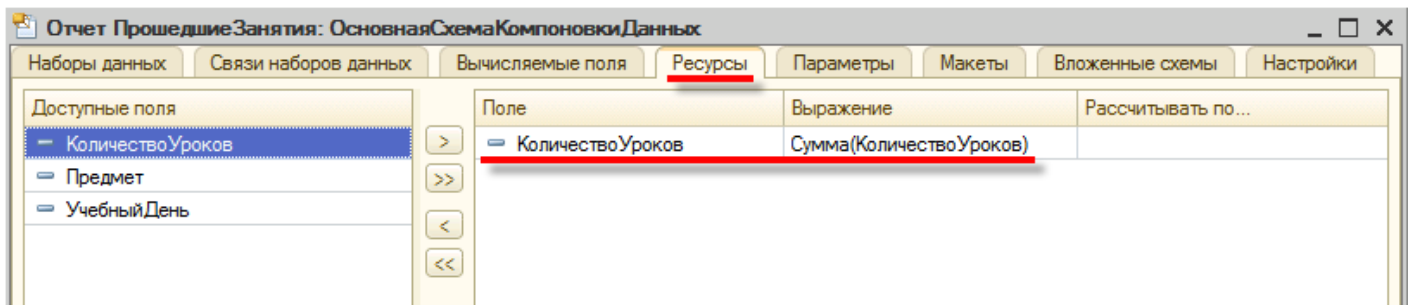 Отчет ПрошедшиеЗанятия: ОсновнаяСхемаКомпоновкиДанных
Наборы данных Связи наборов данных Вычисляемые поля Ресурсы Параметры Макеты Вложенные схемы Настройки
Доступные поля
КоличествоУроков
Предмет
УчебныйДень
>
>>
<
<<
Поле Выражение Рассчитывать по...
КоличествоУроков Сумма(КоличествоУроков)